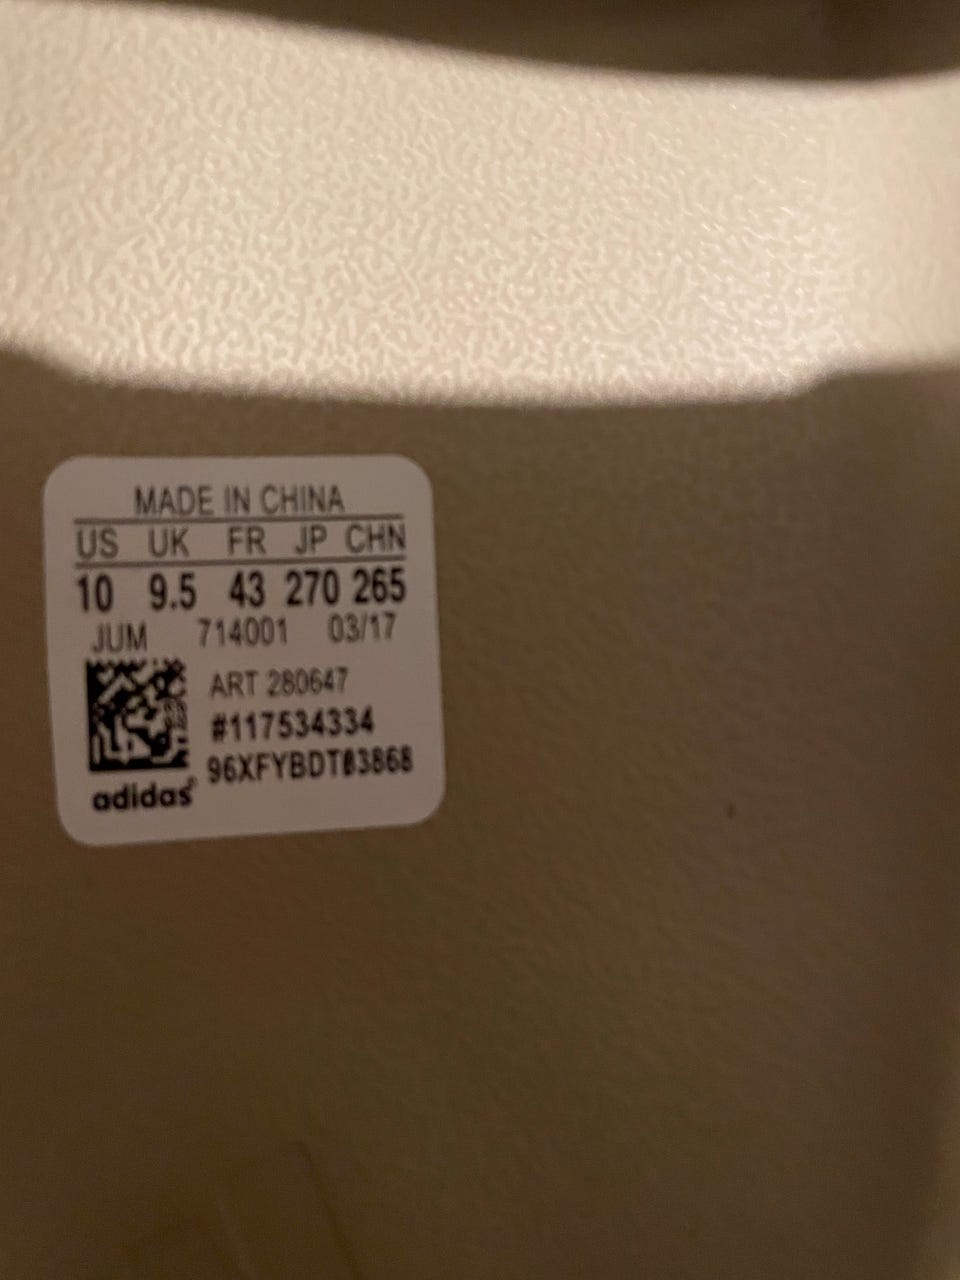 MADE IN CHINA
US UK FR JP CHN
10 9.5 43 270 265
JUM 714001 03/17
ART 280647
#117534334
96XFYBDT03868
adidas®